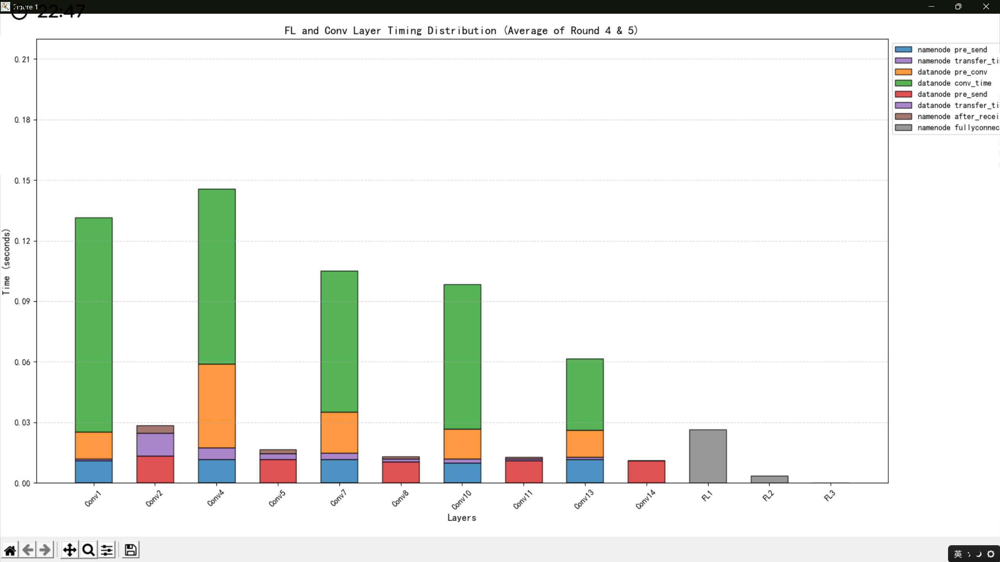 Figure 1
22:47
FL and Conv Layer Timing Distribution (Average of Round 4 & 5)
namenode pre_send
namenode transfer_ti
datanode pre_conv
datanode conv_time
datanode pre_send
datanode transfer_ti
namenode after_recei
namenode fullyconnec
0.21
0.18
0.15
0.12
0.09
0.06
0.03
0.00
Time (seconds)
Conv1 Conv2 Conv4 Conv5 Conv7 Conv8 Conv10 Conv11 Conv13 Conv14 FL1 FL2 FL3
Layers
英